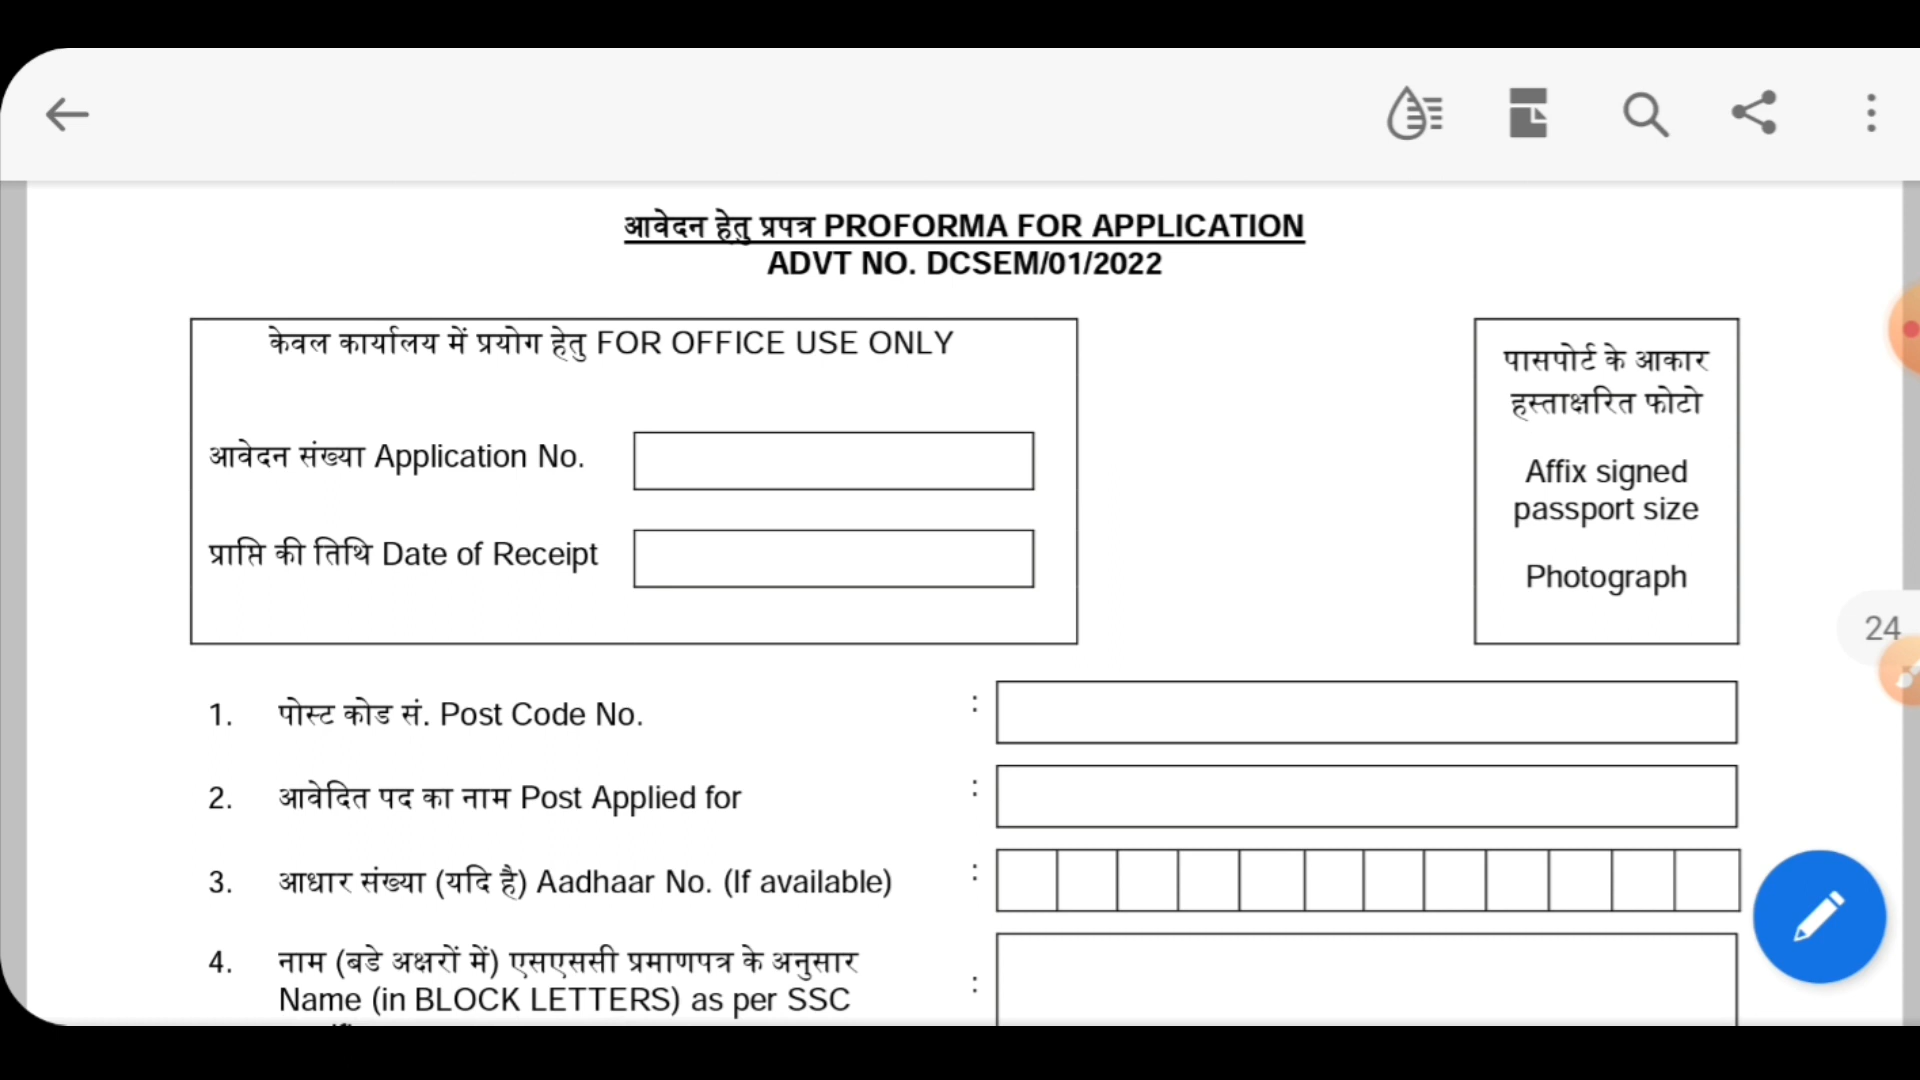 आवेदन हेतु प्रपत्र PROFORMA FOR APPLICATION
ADVT NO. DCSEM/01/2022
केवल कार्यालय में प्रयोग हेतु FOR OFFICE USE ONLY
आवेदन संख्या Application No.
प्राप्ति की तिथि Date of Receipt
पासपोर्ट के आकार
हस्ताक्षरित फोटो
Affix signed
passport size
Photograph
24
1. पोस्ट कोड सं. Post Code No. :
2. आवेदित पद का नाम Post Applied for :
3. आधार संख्या (यदि है) Aadhaar No. (If available) :
4. नाम (बडे अक्षरों में) एसएससी प्रमाणपत्र के अनुसार
Name (in BLOCK LETTERS) as per SSC :